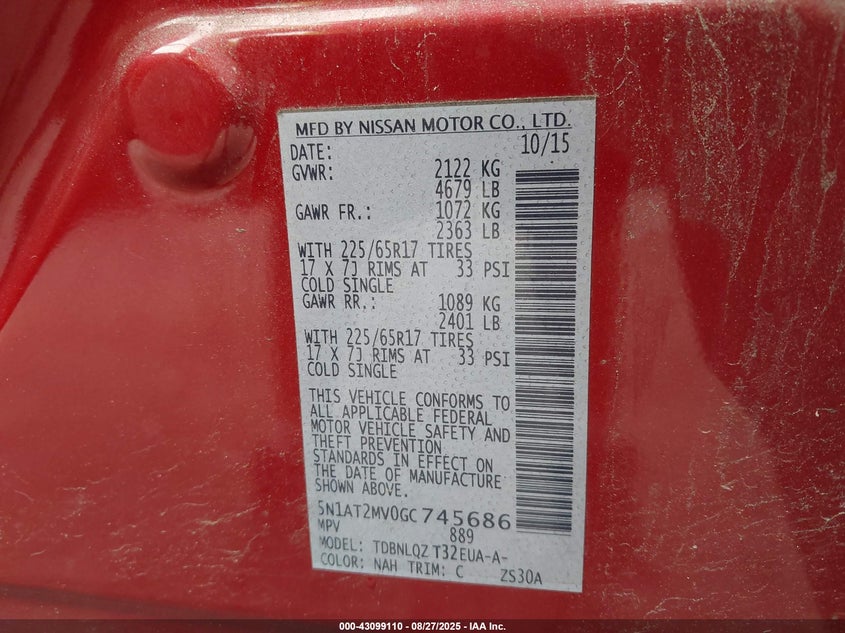 MFD BY NISSAN MOTOR CO., LTD.
DATE: 10/15
GVWR: 2122 KG
4679 LB
GAWR FR.: 1072 KG
2363 LB
WITH 225/65R17 TIRES
17 X 7J RIMS AT 33 PSI
COLD SINGLE
GAWR RR.: 1089 KG
2401 LB
WITH 225/65R17 TIRES
17 X 7J RIMS AT 33 PSI
COLD SINGLE
THIS VEHICLE CONFORMS TO
ALL APPLICABLE FEDERAL
MOTOR VEHICLE SAFETY AND
THEFT PREVENTION
STANDARDS IN EFFECT ON
THE DATE OF MANUFACTURE
SHOWN ABOVE.
5N1AT2MV0GC745686
MPV 889
MODEL: TDBNLQZ T32EUA-A-
COLOR: NAH TRIM: C ZS30A
000-43099110 - 08/27/2025 - IAA Inc.